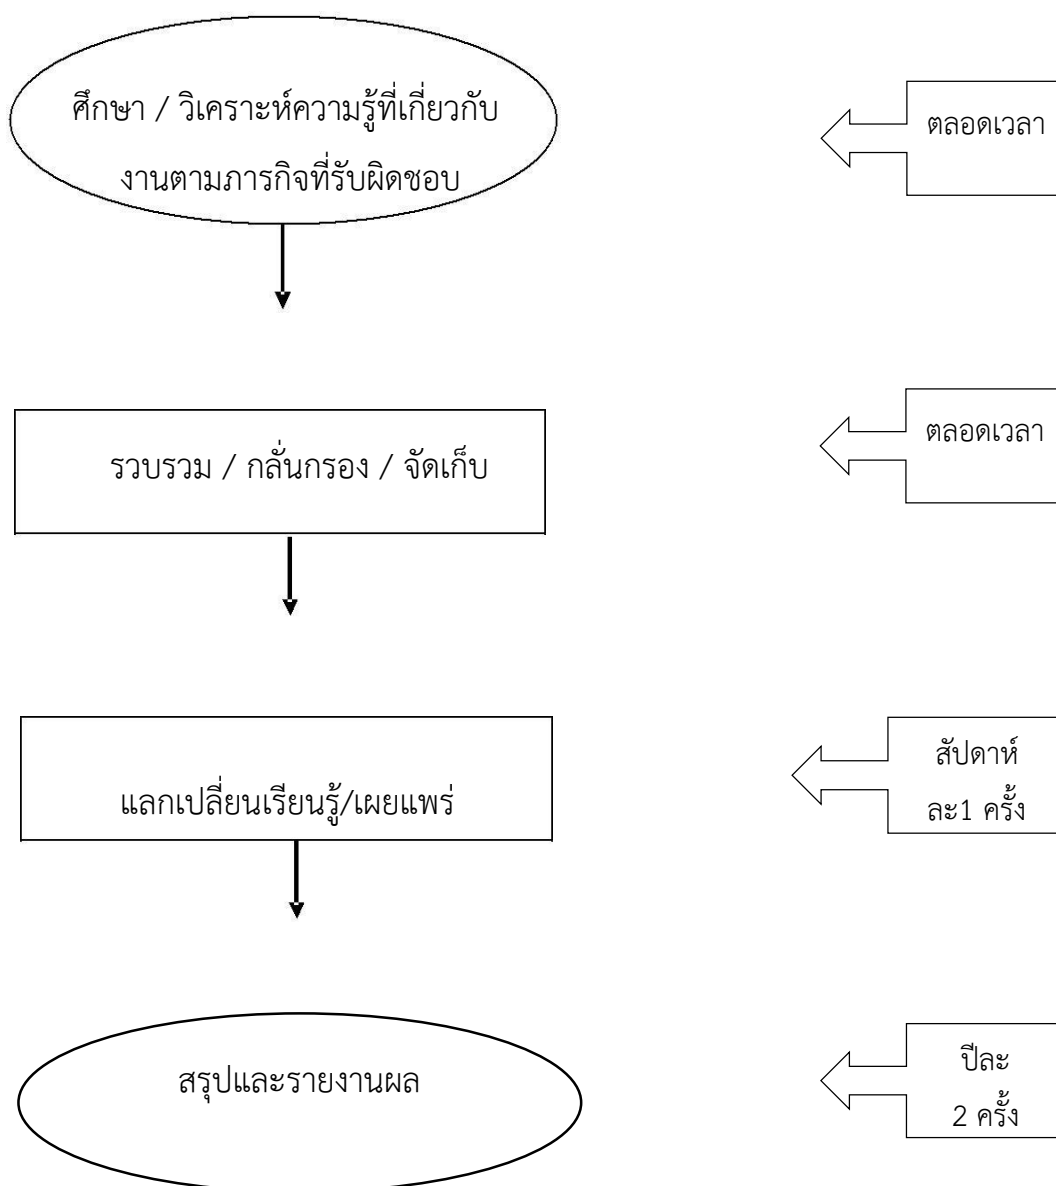 ศึกษา / วิเคราะห์ความรู้ที่เกี่ยวกับ
งานตามภารกิจที่รับผิดชอบ
ตลอดเวลา
รวบรวม / กลั่นกรอง / จัดเก็บ
ตลอดเวลา
แลกเปลี่ยนเรียนรู้/เผยแพร่
สัปดาห์
ละ1 ครั้ง
สรุปและรายงานผล
ปีละ
2 ครั้ง